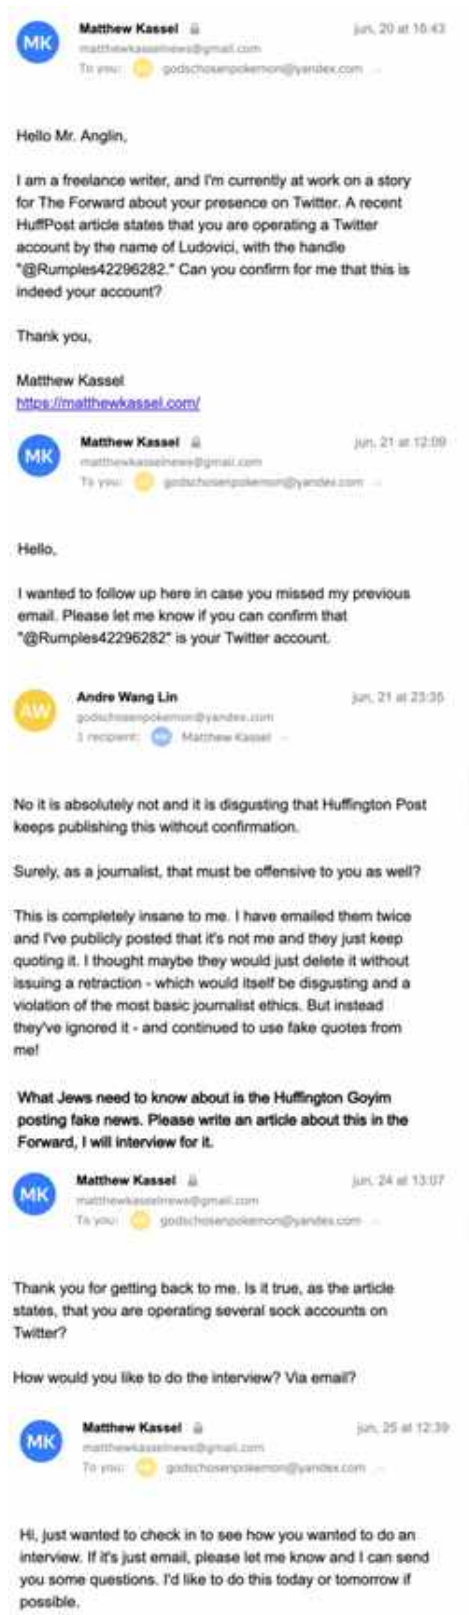 MK
Matthew Kassel
jun, 20 at 16:43
matthewkasselnews@gmail.com
To you: godschosenpokemon@yandex.com
Hello Mr. Anglin,
I am a freelance writer, and I'm currently at work on a story
for The Forward about your presence on Twitter. A recent
HuffPost article states that you are operating a Twitter
account by the name of Ludovici, with the handle
"@Rumples42296282." Can you confirm for me that this is
indeed your account?
Thank you,
Matthew Kassel
https://matthewkassel.com/
MK
Matthew Kassel
jun, 21 at 12:09
matthewkasselnews@gmail.com
To you: godschosenpokemon@yandex.com
Hello,
I wanted to follow up here in case you missed my previous
email. Please let me know if you can confirm that
"@Rumples42296282" is your Twitter account.
AW
Andre Wang Lin
jun, 21 at 23:35
godschosenpokemon@yandex.com
1 recipient: Matthew Kassel
No it is absolutely not and it is disgusting that Huffington Post
keeps publishing this without confirmation.
Surely, as a journalist, that must be offensive to you as well?
This is completely insane to me. I have emailed them twice
and I've publicly posted that it's not me and they just keep
quoting it. I thought maybe they would just delete it without
issuing a retraction - which would itself be disgusting and a
violation of the most basic journalist ethics. But instead
they've ignored it - and continued to use fake quotes from
me!
What Jews need to know about is the Huffington Goyim
posting fake news. Please write an article about this in the
Forward, I will interview for it.
MK
Matthew Kassel
jun, 24 at 13:07
matthewkasselnews@gmail.com
To you: godschosenpokemon@yandex.com
Thank you for getting back to me. Is it true, as the article
states, that you are operating several sock accounts on
Twitter?
How would you like to do the interview? Via email?
MK
Matthew Kassel
jun, 25 at 12:39
matthewkasselnews@gmail.com
To you: godschosenpokemon@yandex.com
Hi, just wanted to check in to see how you wanted to do an
interview. If it's just email, please let me know and I can send
you some questions. I'd like to do this today or tomorrow if
possible.